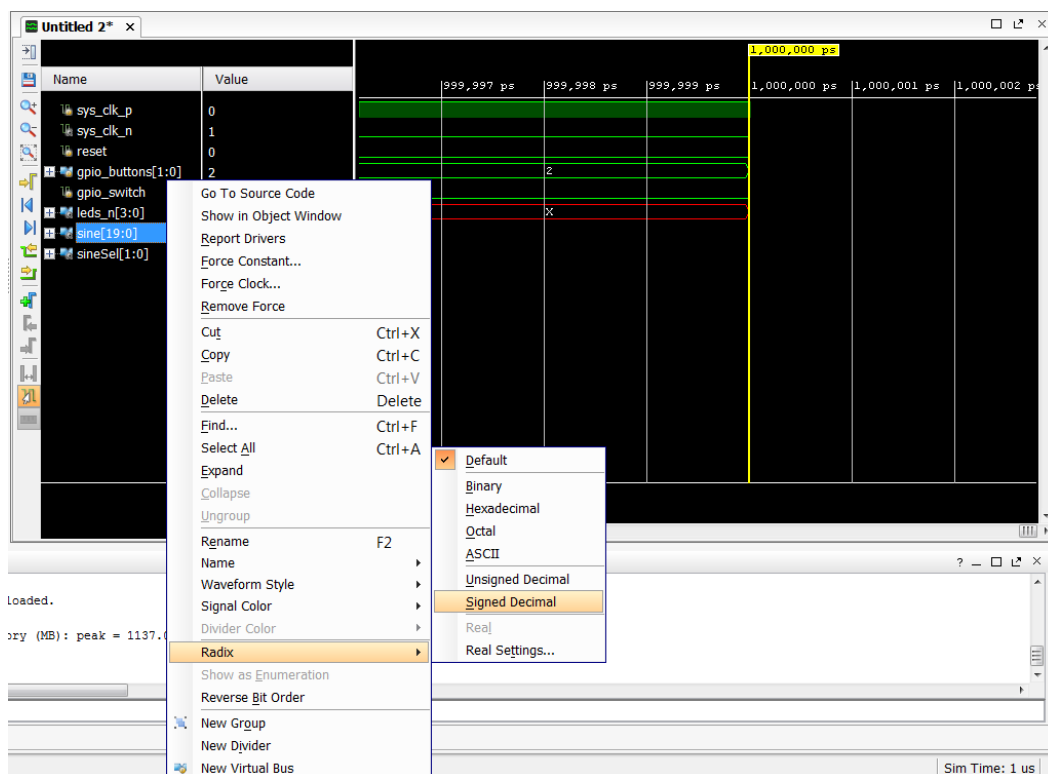 Untitled 2* ×
1,000,000 ps
Name Value
999,997 ps 999,998 ps 999,999 ps 1,000,000 ps 1,000,001 ps 1,000,002 ps
sys_clk_p 0
sys_clk_n 1
reset 0
gpio_buttons[1:0] 2 2
gpio_switch
leds_n[3:0] X
sine[19:0]
sineSel[1:0]
Go To Source Code
Show in Object Window
Report Drivers
Force Constant...
Force Clock...
Remove Force
Cut Ctrl+X
Copy Ctrl+C
Paste Ctrl+V
Delete Delete
Find... Ctrl+F
Select All Ctrl+A
Expand
Collapse
Ungroup
Rename F2
Name
Waveform Style
Signal Color
Divider Color
Radix
Show as Enumeration
Reverse Bit Order
New Group
New Divider
New Virtual Bus
Default
Binary
Hexadecimal
Octal
ASCII
Unsigned Decimal
Signed Decimal
Real
Real Settings...
loaded.
ory (MB): peak = 1137.0
Sim Time: 1 us